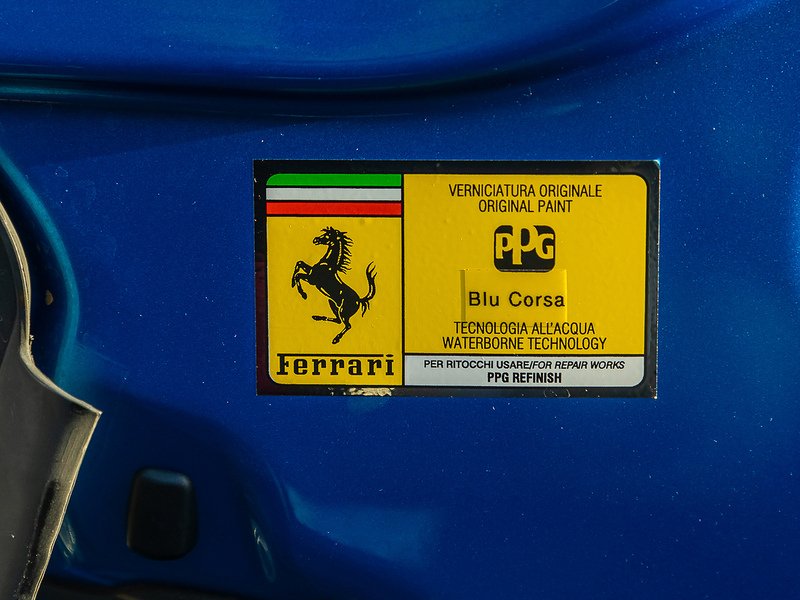 Ferrari
VERNICIATURA ORIGINALE
ORIGINAL PAINT
PPG
Blu Corsa
TECNOLOGIA ALL'ACQUA
WATERBORNE TECHNOLOGY
PER RITOCCHI USARE/FOR REPAIR WORKS
PPG REFINISH